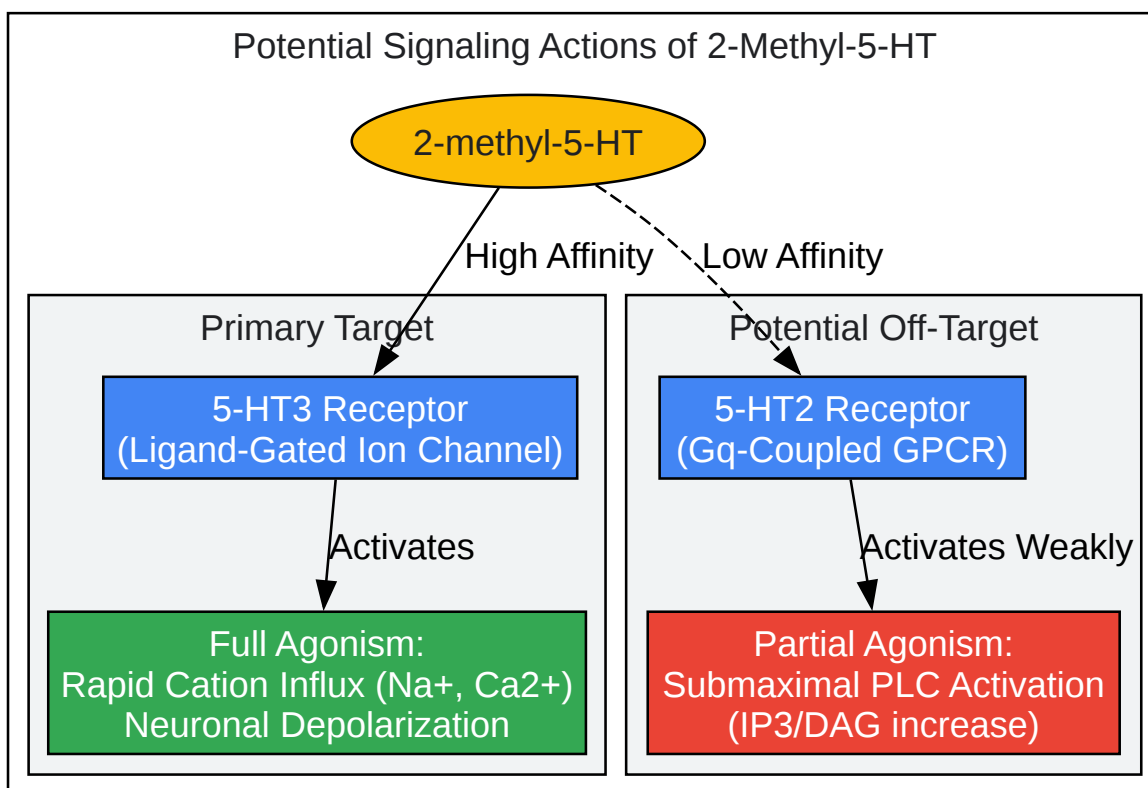 Potential Signaling Actions of 2-Methyl-5-HT
2-methyl-5-HT
High Affinity
Low Affinity
Primary Target
5-HT3 Receptor
(Ligand-Gated Ion Channel)
Activates
Full Agonism:
Rapid Cation Influx (Na+, Ca2+)
Neuronal Depolarization
Potential Off-Target
5-HT2 Receptor
(Gq-Coupled GPCR)
Activates Weakly
Partial Agonism:
Submaximal PLC Activation
(IP3/DAG increase)